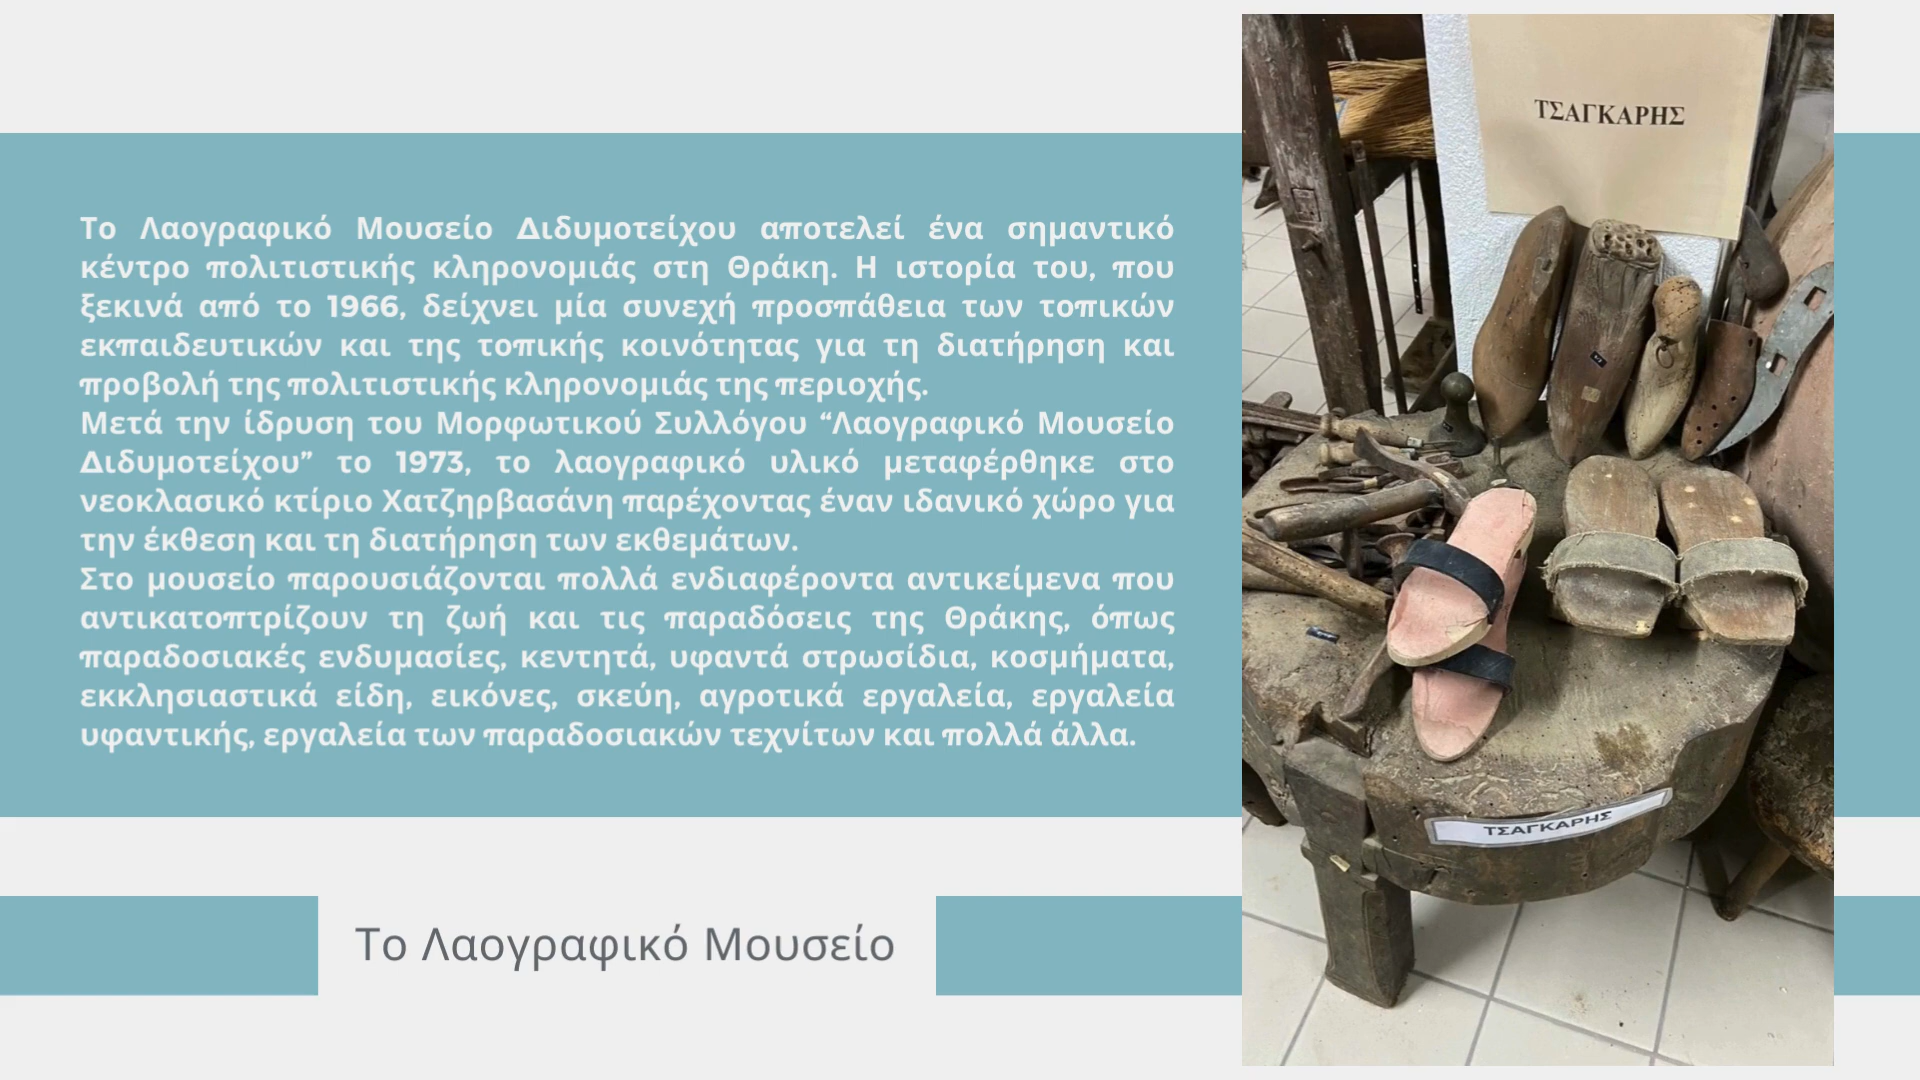 Το Λαογραφικό Μουσείο Διδυμοτείχου αποτελεί ένα σημαντικό
κέντρο πολιτιστικής κληρονομιάς στη Θράκη. Η ιστορία του, που
ξεκινά από το 1966, δείχνει μία συνεχή προσπάθεια των τοπικών
εκπαιδευτικών και της τοπικής κοινότητας για τη διατήρηση και
προβολή της πολιτιστικής κληρονομιάς της περιοχής.
Μετά την ίδρυση του Μορφωτικού Συλλόγου “Λαογραφικό Μουσείο
Διδυμοτείχου” το 1973, το λαογραφικό υλικό μεταφέρθηκε στο
νεοκλασικό κτίριο Χατζηρβασάνη παρέχοντας έναν ιδανικό χώρο για
την έκθεση και τη διατήρηση των εκθεμάτων.
Στο μουσείο παρουσιάζονται πολλά ενδιαφέροντα αντικείμενα που
αντικατοπτρίζουν τη ζωή και τις παραδόσεις της Θράκης, όπως
παραδοσιακές ενδυμασίες, κεντητά, υφαντά στρωσίδια, κοσμήματα,
εκκλησιαστικά είδη, εικόνες, σκεύη, αγροτικά εργαλεία, εργαλεία
υφαντικής, εργαλεία των παραδοσιακών τεχνίτων και πολλά άλλα.
Το Λαογραφικό Μουσείο
ΤΣΑΓΚΑΡΗΣ
ΤΣΑΓΚΑΡΗΣ